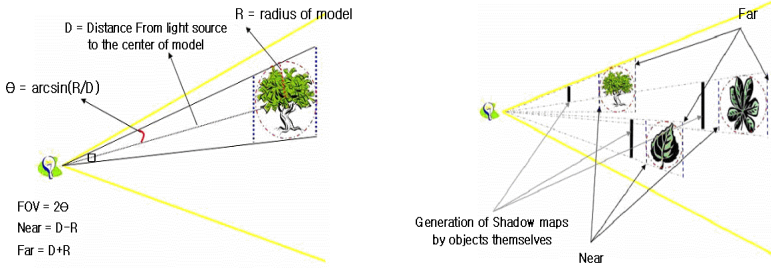 R = radius of model
D = Distance From light source
to the center of model
Θ = arcsin(R/D)
FOV = 2Θ
Near = D-R
Far = D+R
Far
Generation of Shadow maps
by objects themselves
Near